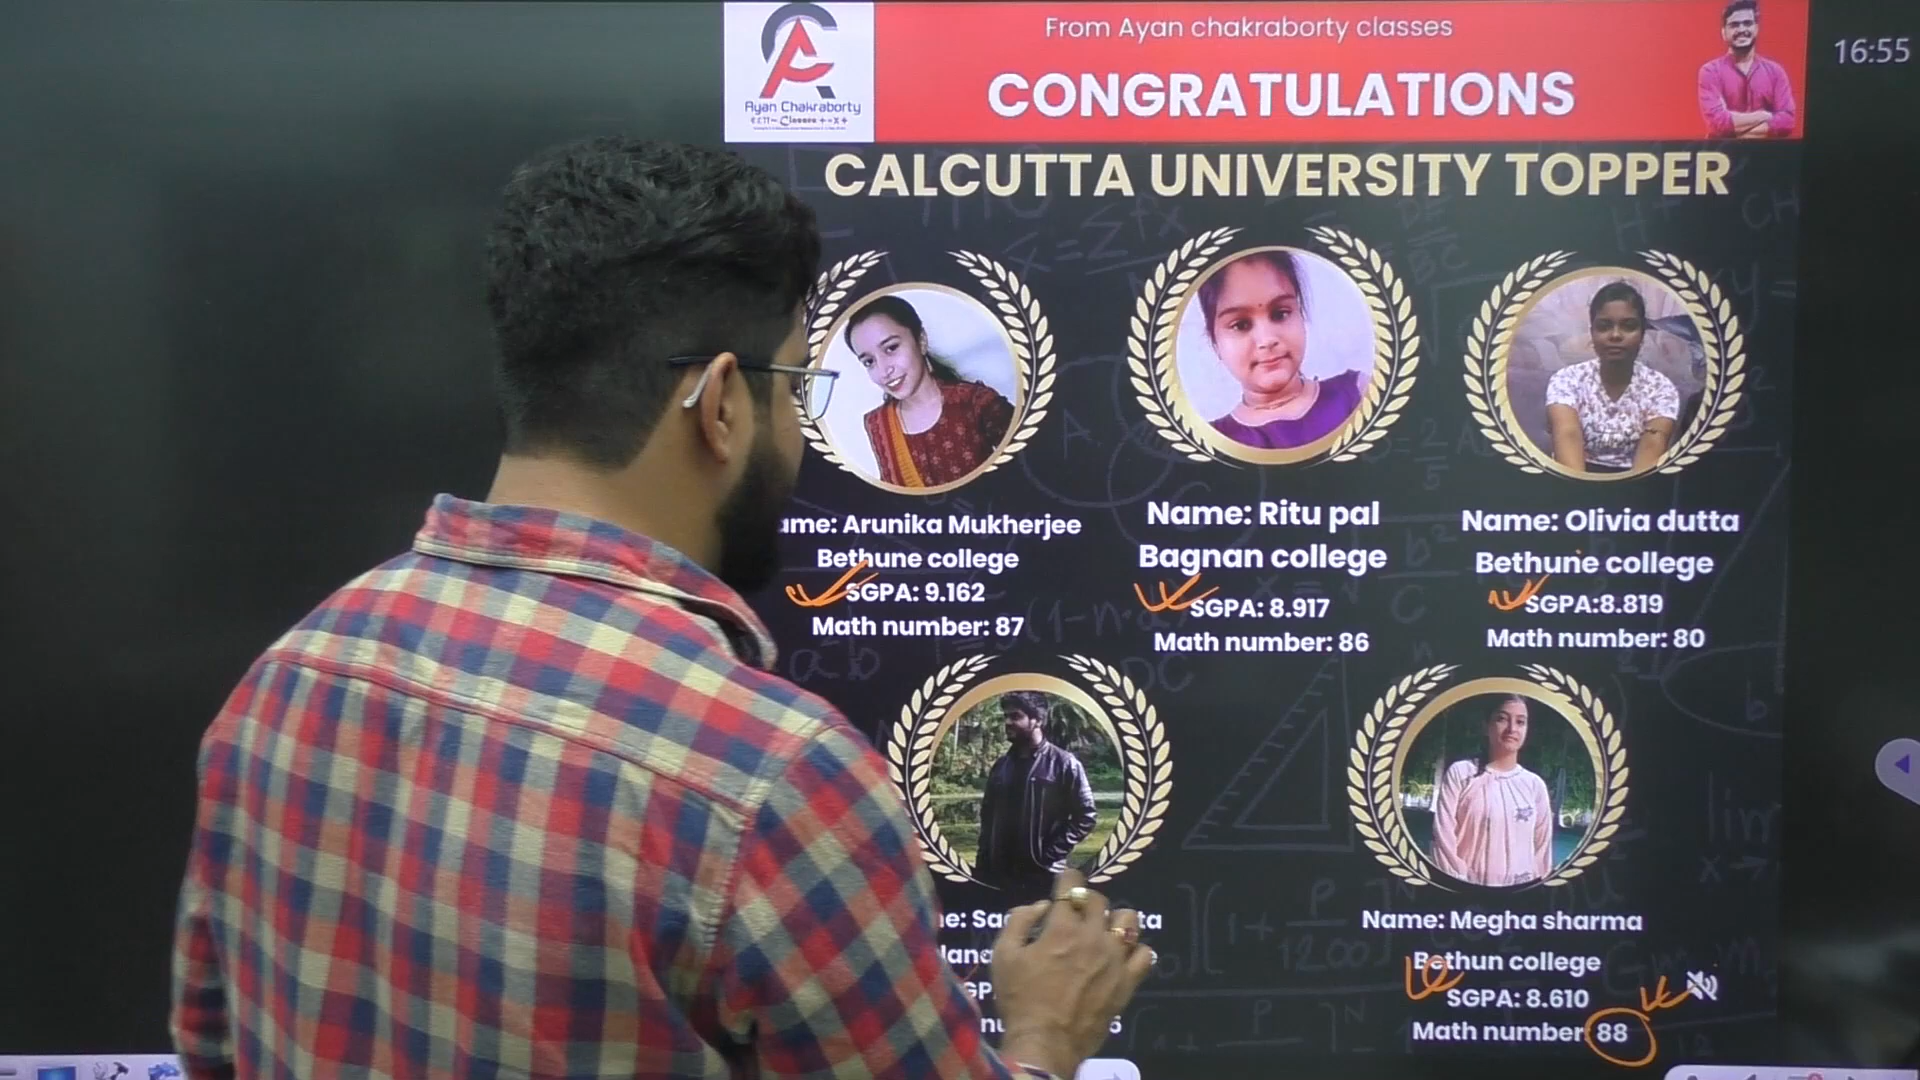 From Ayan chakraborty classes
CONGRATULATIONS
Ayan Chakraborty
Classes
16:55
CALCUTTA UNIVERSITY TOPPER
Arunika Mukherjee
Bethune college
SGPA: 9.162
Math number: 87
Name: Ritu pal
Bagnan college
SGPA: 8.917
Math number: 86
Name: Olivia dutta
Bethune college
SGPA:8.819
Math number: 80
Name: Megha sharma
Bethun college
SGPA: 8.610
Math number: 88